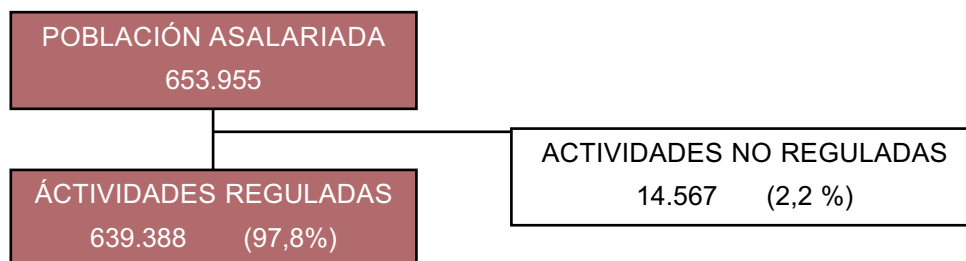 POBLACIÓN ASALARIADA
653.955
ACTIVIDADES NO REGULADAS
14.567 (2,2 %)
ÁCTIVIDADES REGULADAS
639.388 (97,8%)